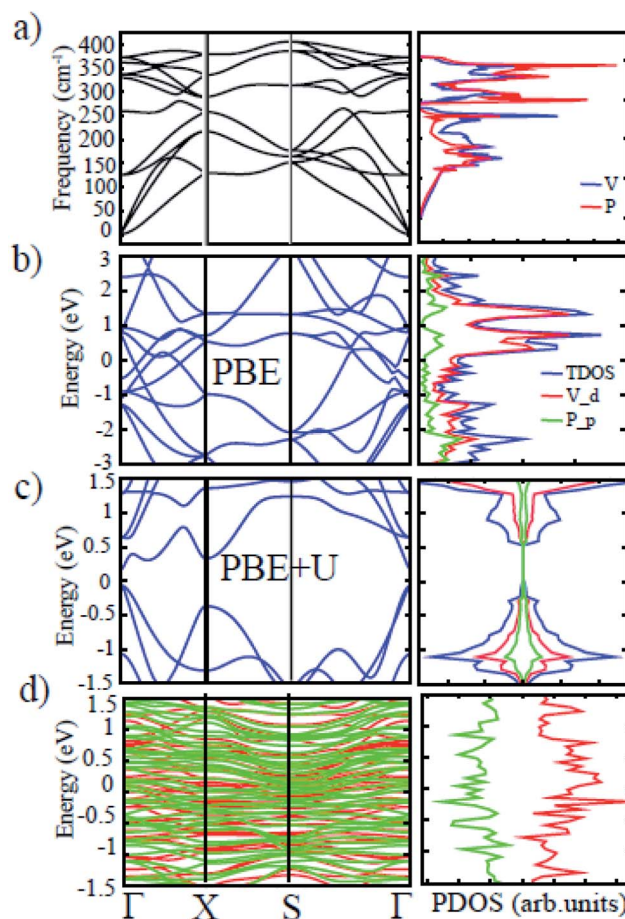 a)
400
350
300
250
200
150
100
50
0
Frequency (cm⁻¹)
V
P
b)
3
2
1
0
-1
-2
-3
Energy (eV)
PBE
TDOS
V_d
P_p
c)
1.5
1
0.5
0
-0.5
-1
-1.5
Energy (eV)
PBE+U
d)
1.5
1
0.5
0
-0.5
-1
-1.5
Energy (eV)
Γ X S Γ
PDOS (arb.units)